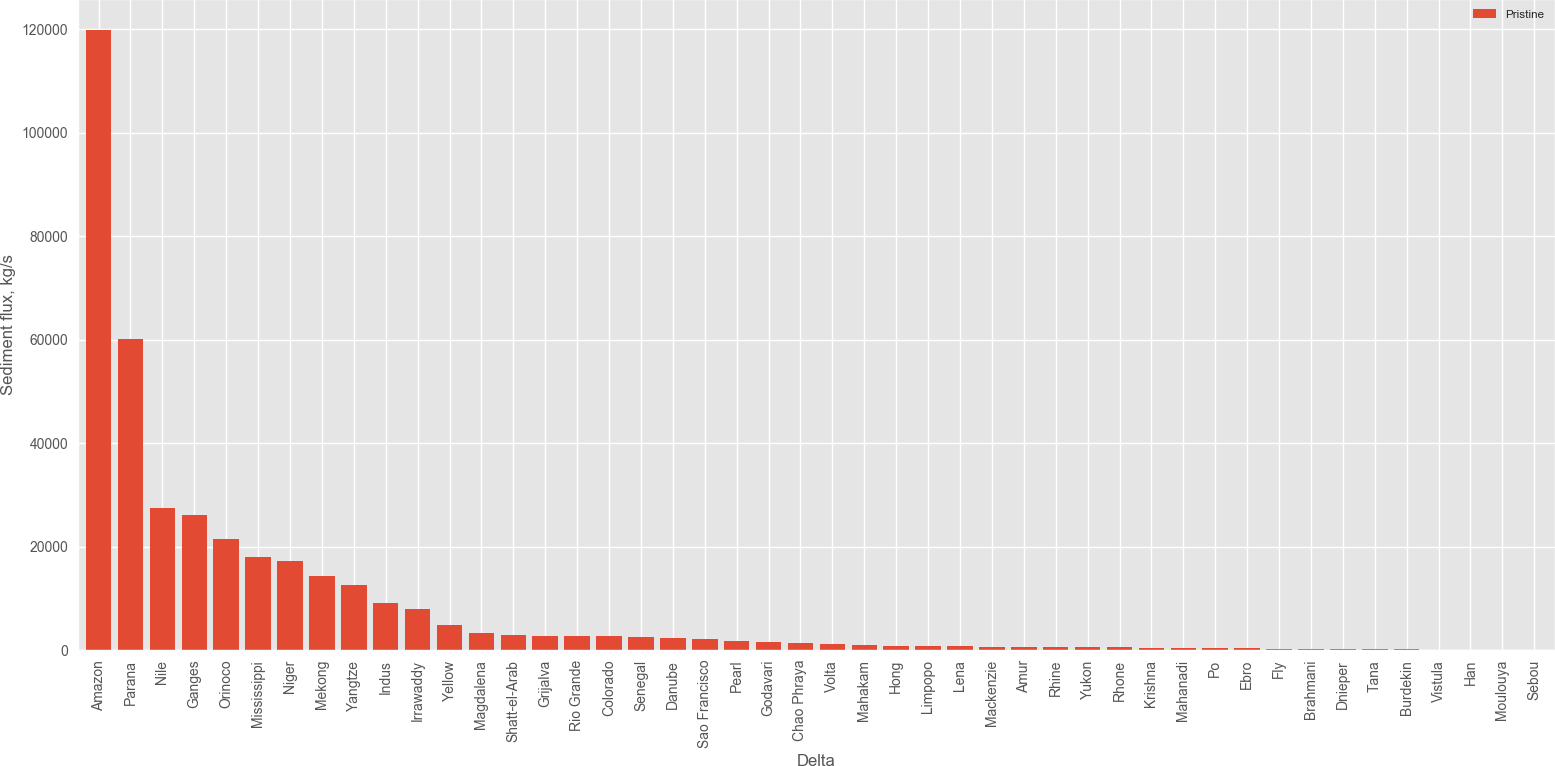 Pristine
120000
100000
80000
60000
40000
20000
0
Sediment flux, kg/s
Amazon
Parana
Nile
Ganges
Orinoco
Mississippi
Niger
Mekong
Yangtze
Indus
Irrawaddy
Yellow
Magdalena
Shatt-el-Arab
Grijalva
Rio Grande
Colorado
Senegal
Danube
Sao Francisco
Pearl
Godavari
Chao Phraya
Volta
Mahakam
Hong
Limpopo
Lena
Mackenzie
Amur
Rhine
Yukon
Rhone
Krishna
Mahanadi
Po
Ebro
Fly
Brahmani
Dnieper
Tana
Burdekin
Vistula
Han
Moulouya
Sebou
Delta